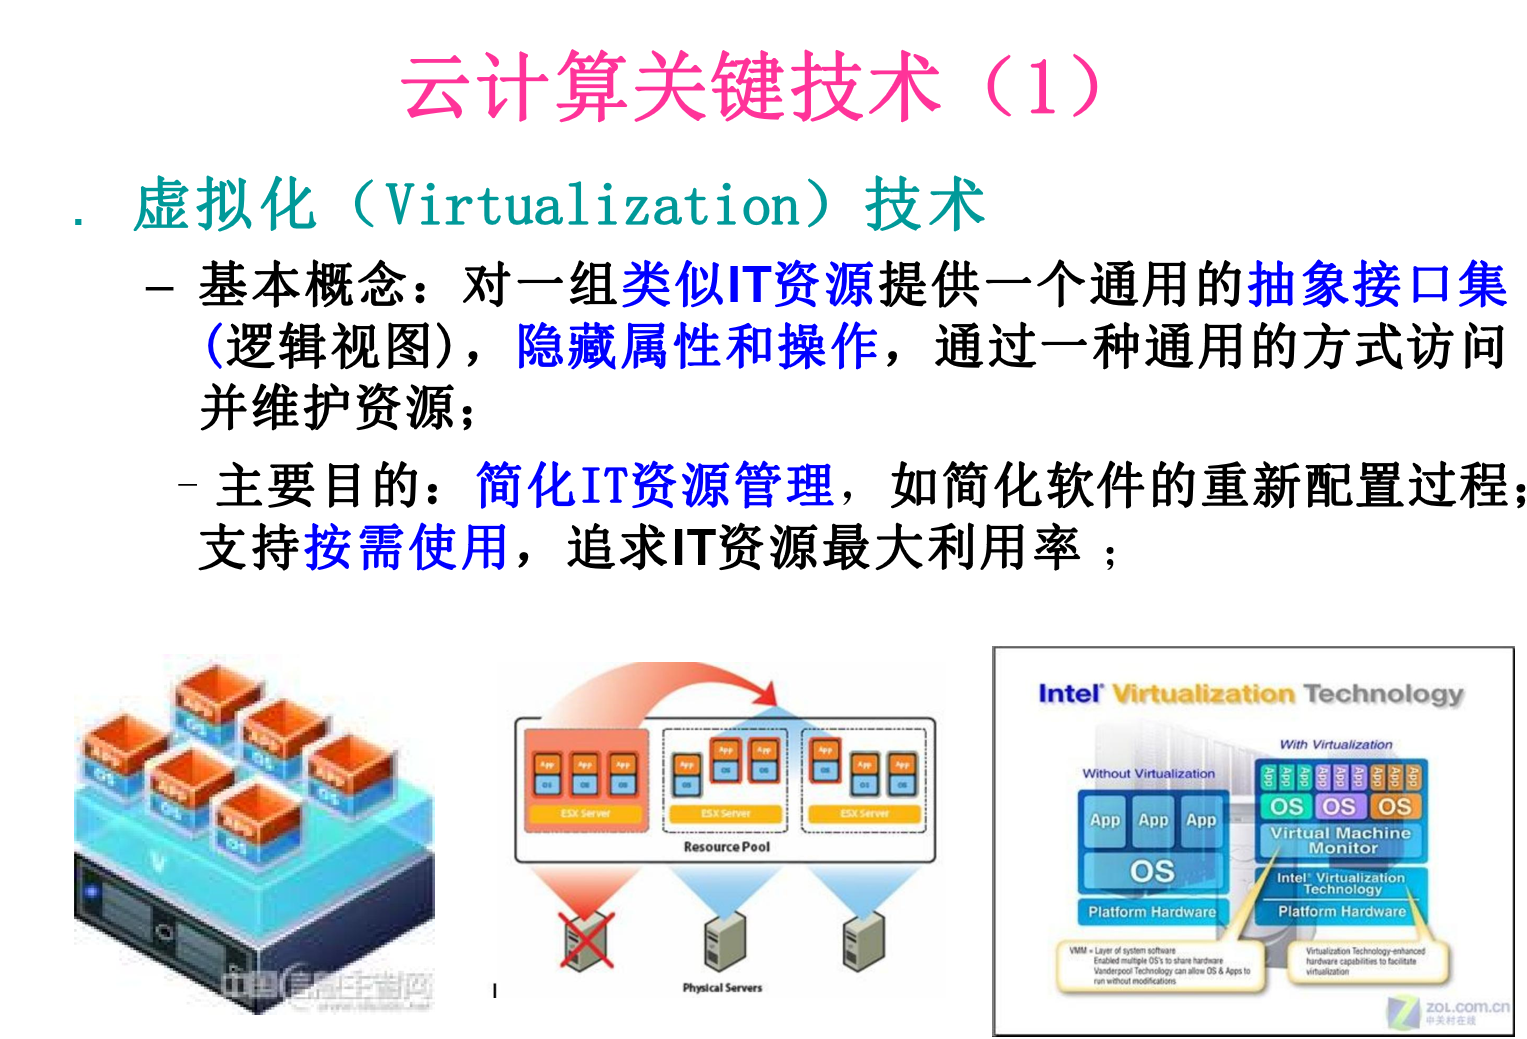 云计算关键技术（1）
. 虚拟化（Virtualization）技术
– 基本概念：对一组类似IT资源提供一个通用的抽象接口集
(逻辑视图)，隐藏属性和操作，通过一种通用的方式访问
并维护资源；
– 主要目的：简化IT资源管理，如简化软件的重新配置过程；
支持按需使用，追求IT资源最大利用率；
APP
OS
APP
OS
APP
OS
APP
OS
APP
OS
APP
OS
V
App App App
OS OS OS
ESX Server
App App App
OS OS OS
ESX Server
App App App
OS OS OS
ESX Server
Resource Pool
Physical Servers
Intel® Virtualization Technology
Without Virtualization
App App App
OS
Platform Hardware
With Virtualization
App App App App App App App App App
OS OS OS
Virtual Machine
Monitor
Intel® Virtualization
Technology
Platform Hardware
VMM = Layer of system software
Enabled multiple OS's to share hardware
Vanderpool Technology can allow OS & Apps to
run without modifications
Virtualization Technology-enhanced
hardware capabilities to facilitate
virtualization
ZOL.COM.CN
中关村在线